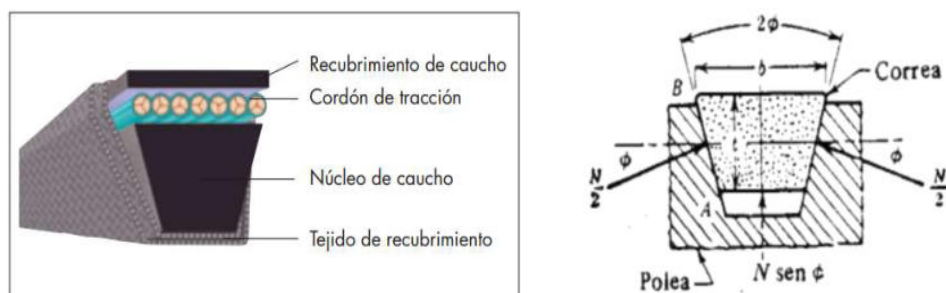 Recubrimiento de caucho
Cordón de tracción
Núcleo de caucho
Tejido de recubrimiento
2ϕ
b
B
Correa
t
ϕ
ϕ
N/2
N/2
A
Polea
N sen ϕ